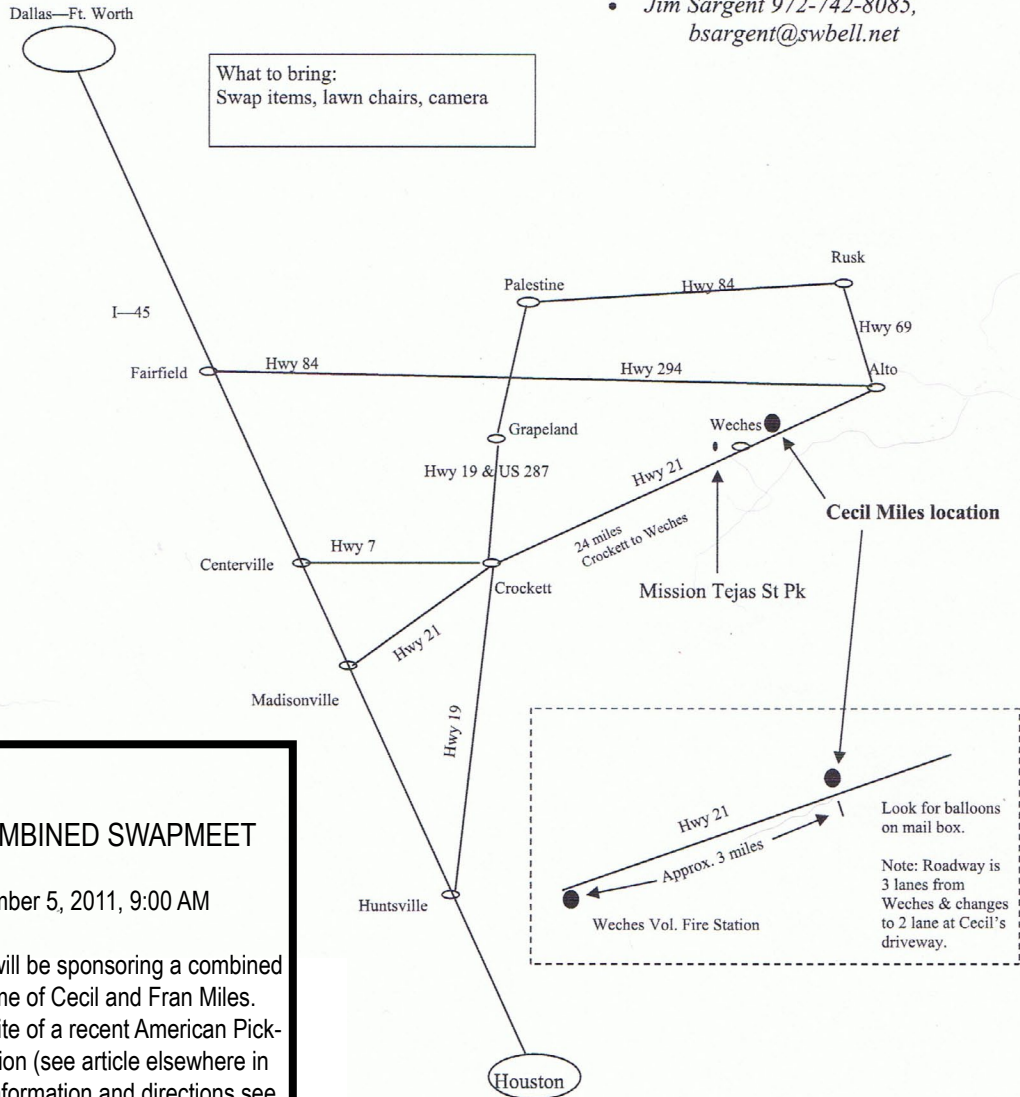 Dallas—Ft. Worth
• Jim Sargent 972-742-8085,
bsargent@swbell.net
What to bring:
Swap items, lawn chairs, camera
Rusk
Palestine
Hwy 84
I—45
Hwy 69
Fairfield
Hwy 84
Hwy 294
Alto
Weches
Grapeland
Hwy 21
Hwy 19 & US 287
Cecil Miles location
24 miles
Crockett to Weches
Hwy 7
Centerville
Crockett
Mission Tejas St Pk
Hwy 21
Madisonville
Hwy 19
Hwy 21
Look for balloons
on mail box.
Approx. 3 miles
Note: Roadway is
3 lanes from
Weches & changes
to 2 lane at Cecil's
driveway.
Weches Vol. Fire Station
Huntsville
Houston
MBINED SWAPMEET
mber 5, 2011, 9:00 AM
will be sponsoring a combined
me of Cecil and Fran Miles.
ite of a recent American Pick-
ion (see article elsewhere in
nformation and directions see